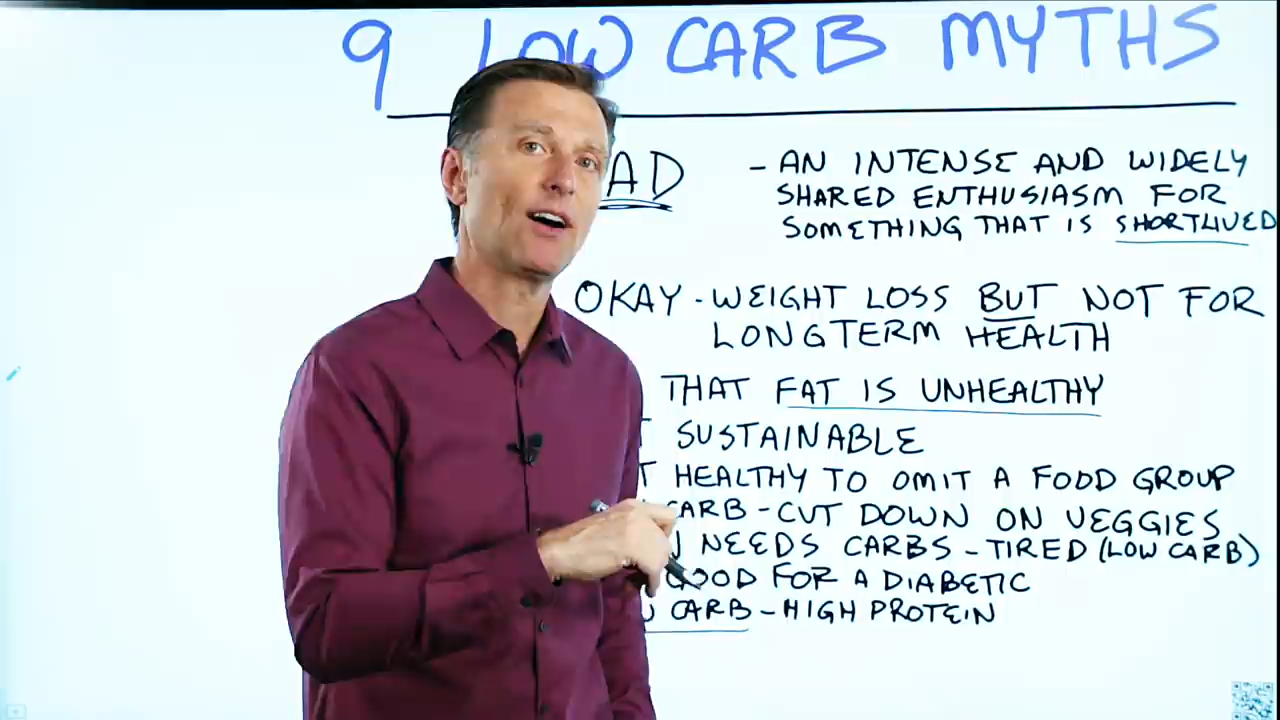 9 LOW CARB MYTHS
AD - AN INTENSE AND WIDELY
SHARED ENTHUSIASM FOR
SOMETHING THAT IS SHORTLIVED
OKAY - WEIGHT LOSS BUT NOT FOR
LONGTERM HEALTH
THAT FAT IS UNHEALTHY
T SUSTAINABLE
T HEALTHY TO OMIT A FOOD GROUP
CARB - CUT DOWN ON VEGGIES
NEEDS CARBS - TIRED (LOW CARB)
GOOD FOR A DIABETIC
CARB - HIGH PROTEIN